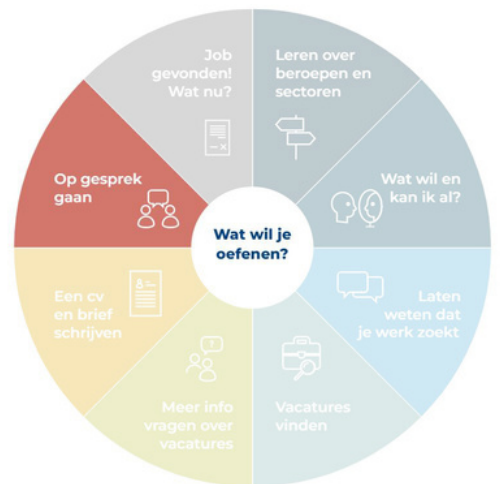 Job
gevonden!
Wat nu?
Leren over
beroepen en
sectoren
Wat wil en
kan ik al?
Laten
weten dat
je werk zoekt
Vacatures
vinden
Meer info
vragen over
vacatures
Een cv
en brief
schrijven
Op gesprek
gaan
Wat wil je
oefenen?